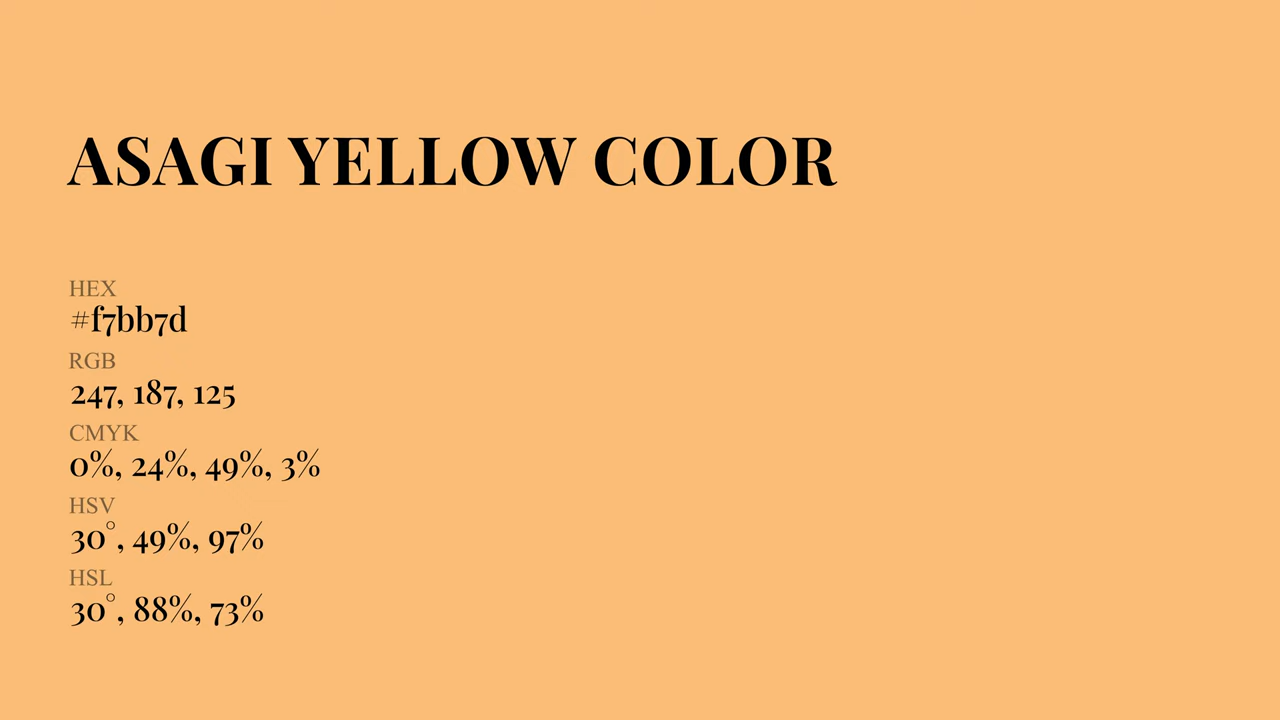 ASAGI YELLOW COLOR
HEX
#f7bb7d
RGB
247, 187, 125
CMYK
0%, 24%, 49%, 3%
HSV
30°, 49%, 97%
HSL
30°, 88%, 73%